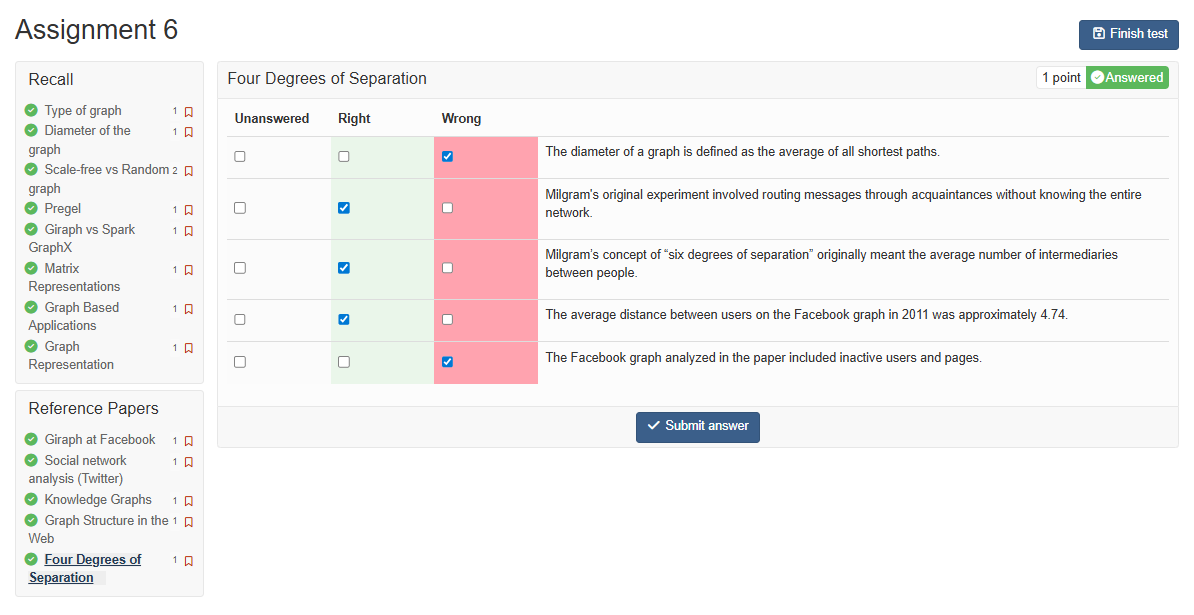 Assignment 6
Finish test
Recall
Type of graph 1
Diameter of the 1
graph
Scale-free vs Random 2
graph
Pregel 1
Giraph vs Spark 1
GraphX
Matrix 1
Representations
Graph Based 1
Applications
Graph 1
Representation
Reference Papers
Giraph at Facebook 1
Social network 1
analysis (Twitter)
Knowledge Graphs 1
Graph Structure in the 1
Web
Four Degrees of 1
Separation
Four Degrees of Separation
1 point Answered
Unanswered Right Wrong
The diameter of a graph is defined as the average of all shortest paths.
Milgram’s original experiment involved routing messages through acquaintances without knowing the entire
network.
Milgram’s concept of “six degrees of separation” originally meant the average number of intermediaries
between people.
The average distance between users on the Facebook graph in 2011 was approximately 4.74.
The Facebook graph analyzed in the paper included inactive users and pages.
Submit answer